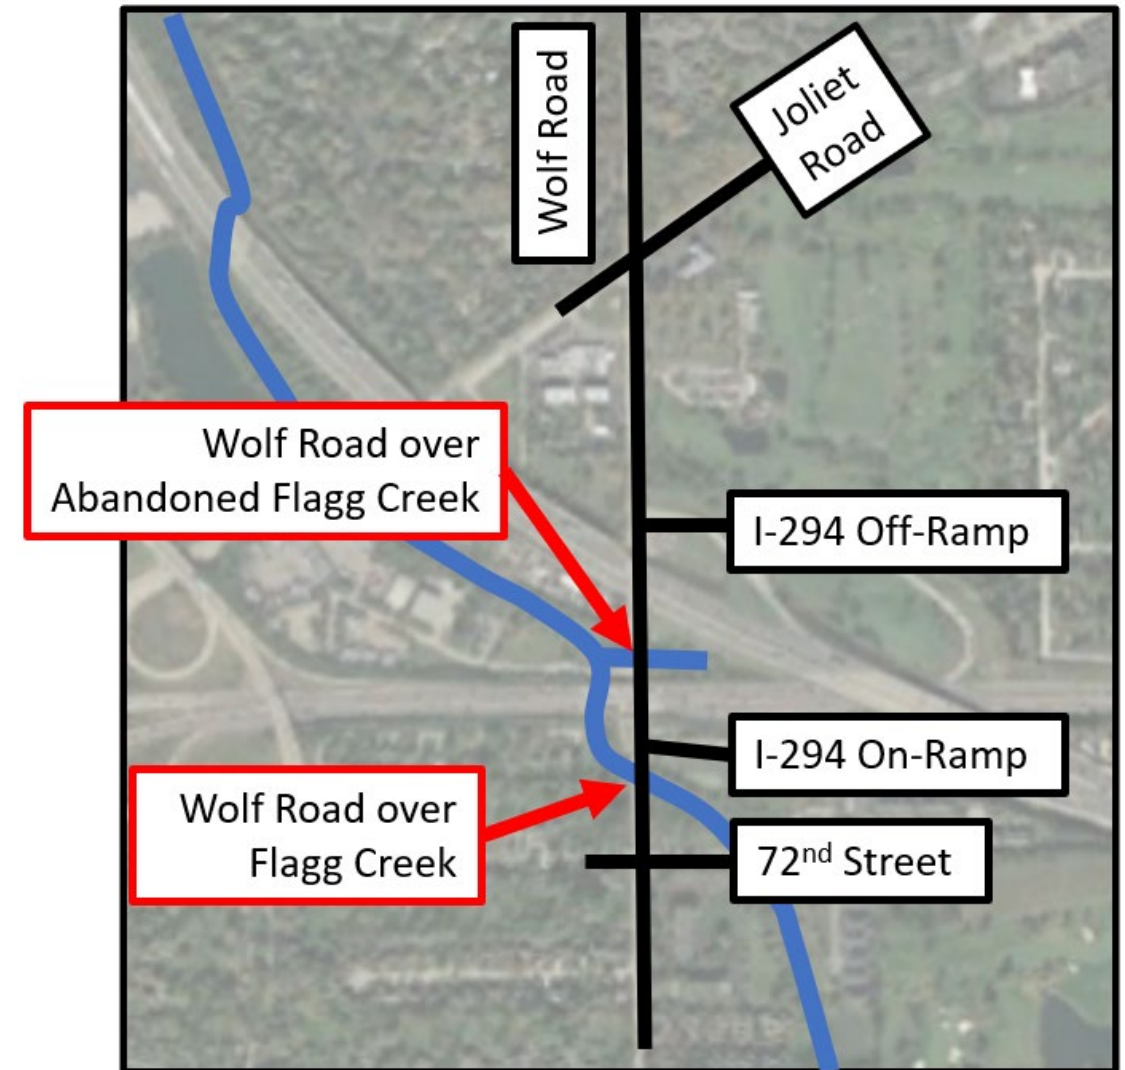 Wolf Road
Joliet
Road
Wolf Road over
Abandoned Flagg Creek
I-294 Off-Ramp
I-294 On-Ramp
Wolf Road over
Flagg Creek
72nd Street